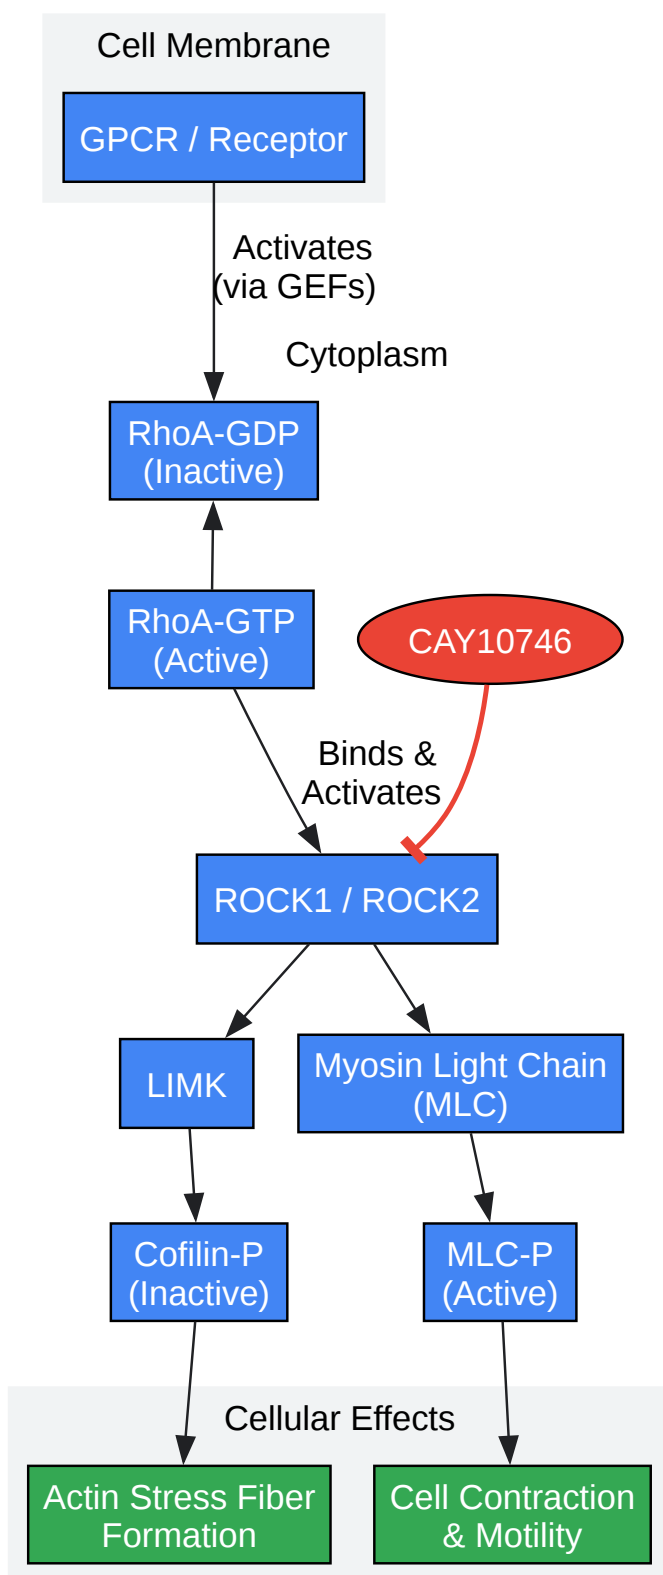 Cell Membrane
GPCR / Receptor
Activates
(via GEFs)
Cytoplasm
RhoA-GDP
(Inactive)
RhoA-GTP
(Active)
CAY10746
Binds &
Activates
ROCK1 / ROCK2
LIMK
Myosin Light Chain
(MLC)
Cofilin-P
(Inactive)
MLC-P
(Active)
Cellular Effects
Actin Stress Fiber
Formation
Cell Contraction
& Motility